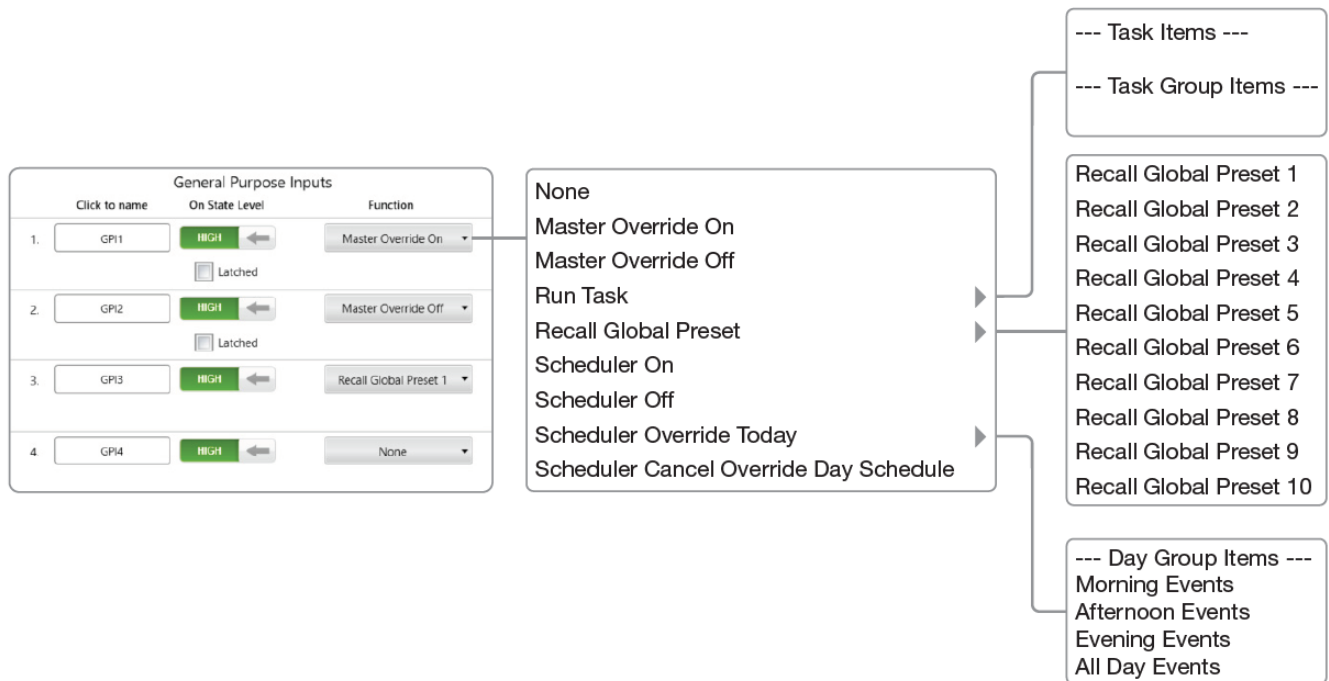 General Purpose Inputs
Click to name On State Level Function
1. GPI1 HIGH Master Override On
Latched
2. GPI2 HIGH Master Override Off
Latched
3. GPI3 HIGH Recall Global Preset 1
4. GPI4 HIGH None
None
Master Override On
Master Override Off
Run Task
Recall Global Preset
Scheduler On
Scheduler Off
Scheduler Override Today
Scheduler Cancel Override Day Schedule
--- Task Items ---
--- Task Group Items ---
Recall Global Preset 1
Recall Global Preset 2
Recall Global Preset 3
Recall Global Preset 4
Recall Global Preset 5
Recall Global Preset 6
Recall Global Preset 7
Recall Global Preset 8
Recall Global Preset 9
Recall Global Preset 10
--- Day Group Items ---
Morning Events
Afternoon Events
Evening Events
All Day Events